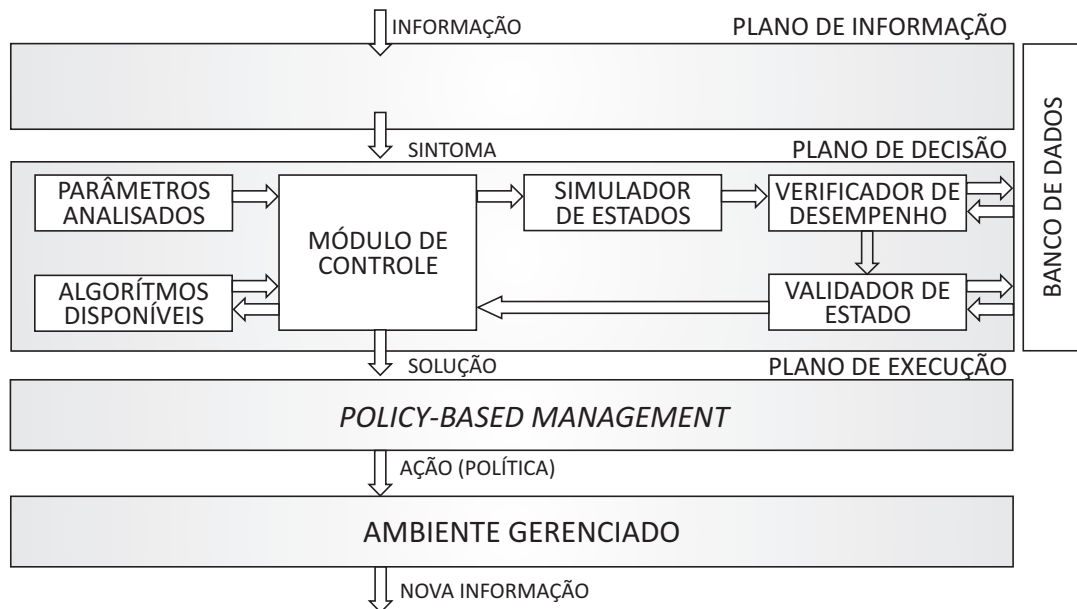 INFORMAÇÃO
PLANO DE INFORMAÇÃO
SINTOMA
PLANO DE DECISÃO
PARÂMETROS
ANALISADOS
MÓDULO DE
CONTROLE
SIMULADOR
DE ESTADOS
VERIFICADOR DE
DESEMPENHO
ALGORÍTMOS
DISPONÍVEIS
VALIDADOR DE
ESTADO
BANCO DE DADOS
SOLUÇÃO
PLANO DE EXECUÇÃO
POLICY-BASED MANAGEMENT
AÇÃO (POLÍTICA)
AMBIENTE GERENCIADO
NOVA INFORMAÇÃO